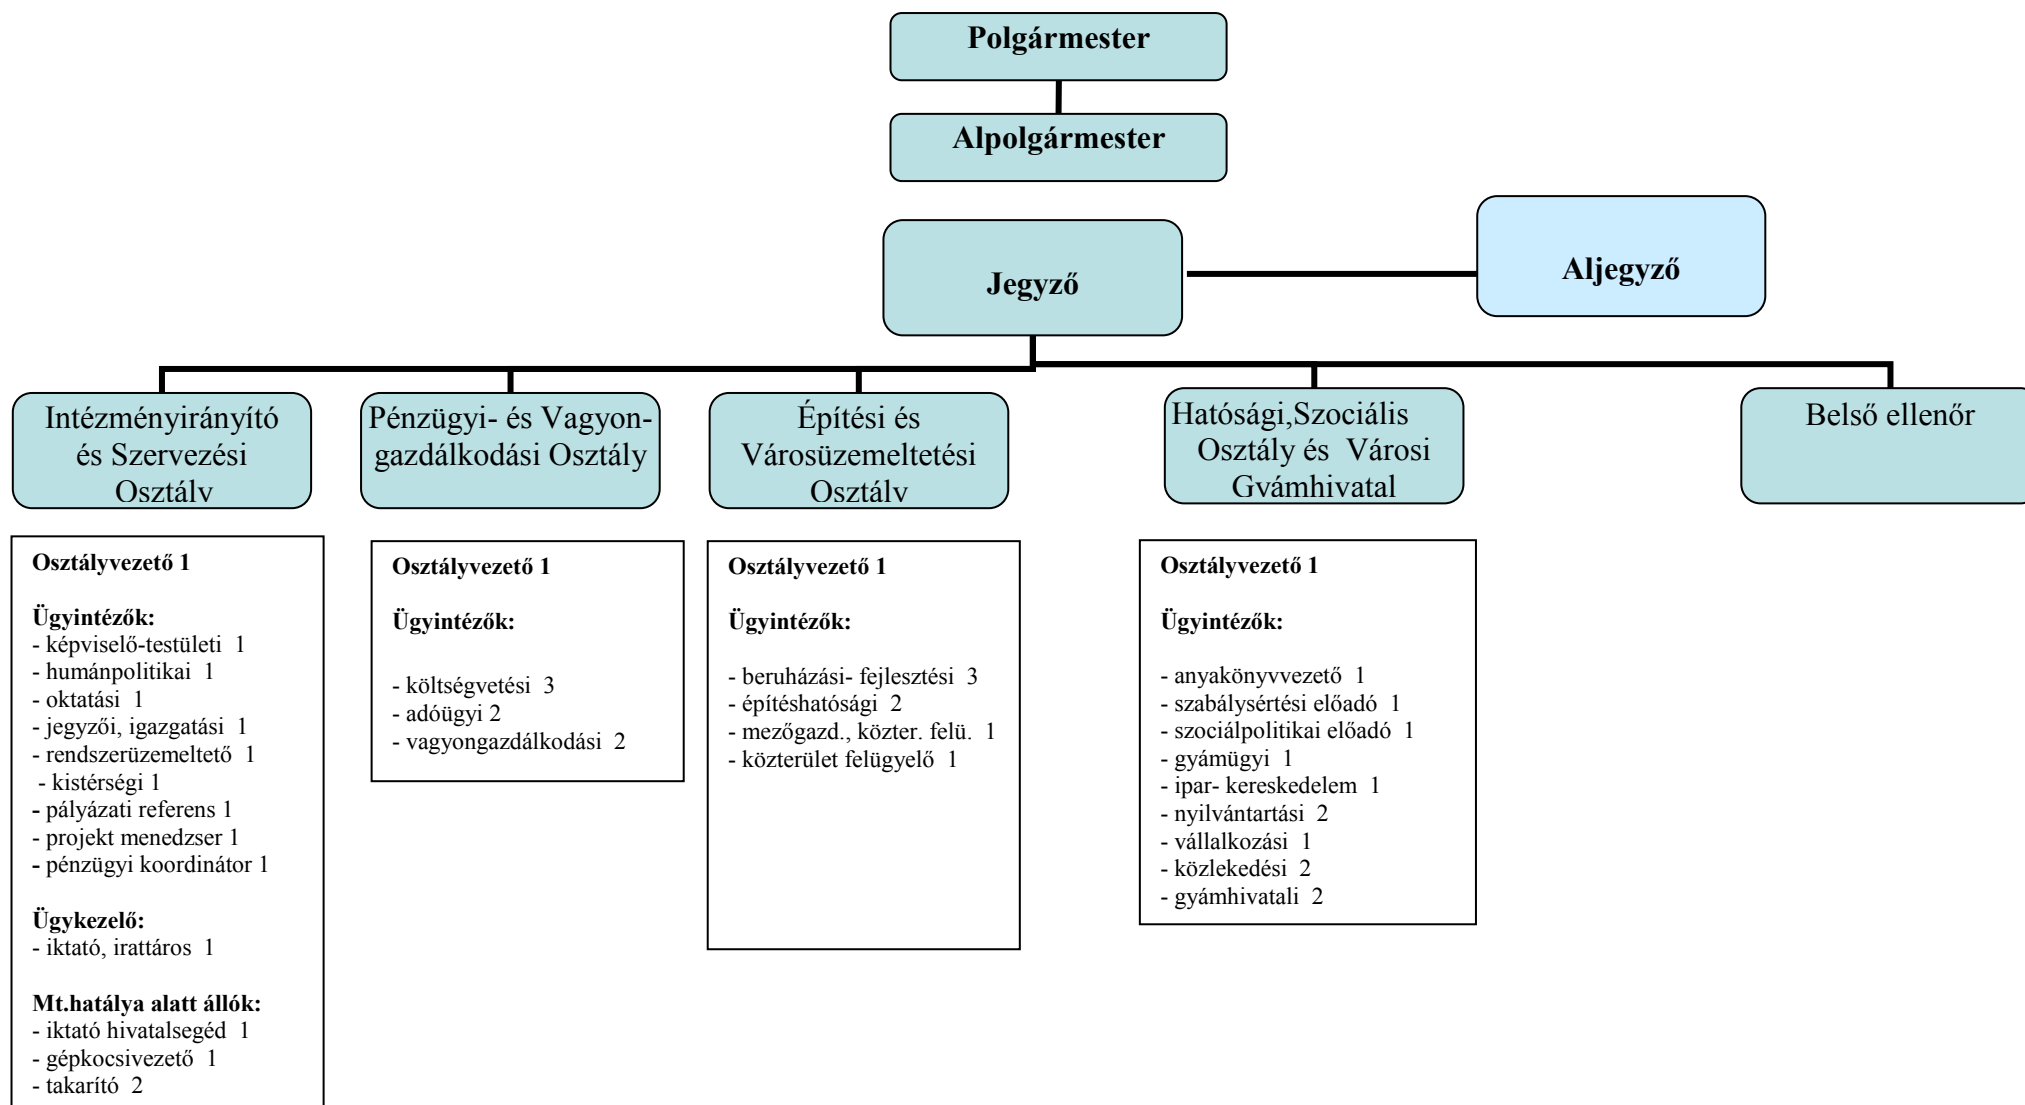 Polgármester
Alpolgármester
Jegyző
Aljegyző
Intézményirányító
és Szervezési
Osztály
Pénzügyi- és Vagyon-
gazdálkodási Osztály
Építési és
Városüzemeltetési
Osztály
Hatósági,Szociális
Osztály és  Városi
Gyámhivatal
Belső ellenőr
Osztályvezető 1
Ügyintézők:
- képviselő-testületi  1
- humánpolitikai  1
- oktatási  1
- jegyzői, igazgatási  1
- rendszerüzemeltető  1
- kistérségi 1
- pályázati referens 1
- projekt menedzser 1
- pénzügyi koordinátor 1
Ügykezelő:
- iktató, irattáros  1
Mt.hatálya alatt állók:
- iktató hivatalsegéd  1
- gépkocsivezető  1
- takarító  2
Osztályvezető 1
Ügyintézők:
- költségvetési  3
- adóügyi 2
- vagyongazdálkodási  2
Osztályvezető 1
Ügyintézők:
- beruházási- fejlesztési  3
- építéshatósági  2
- mezőgazd., közter. felü.  1
- közterület felügyelő  1
Osztályvezető 1
Ügyintézők:
- anyakönyvvezető  1
- szabálysértési előadó  1
- szociálpolitikai előadó  1
- gyámügyi  1
- ipar- kereskedelem  1
- nyilvántartási  2
- vállalkozási  1
- közlekedési  2
- gyámhivatali  2